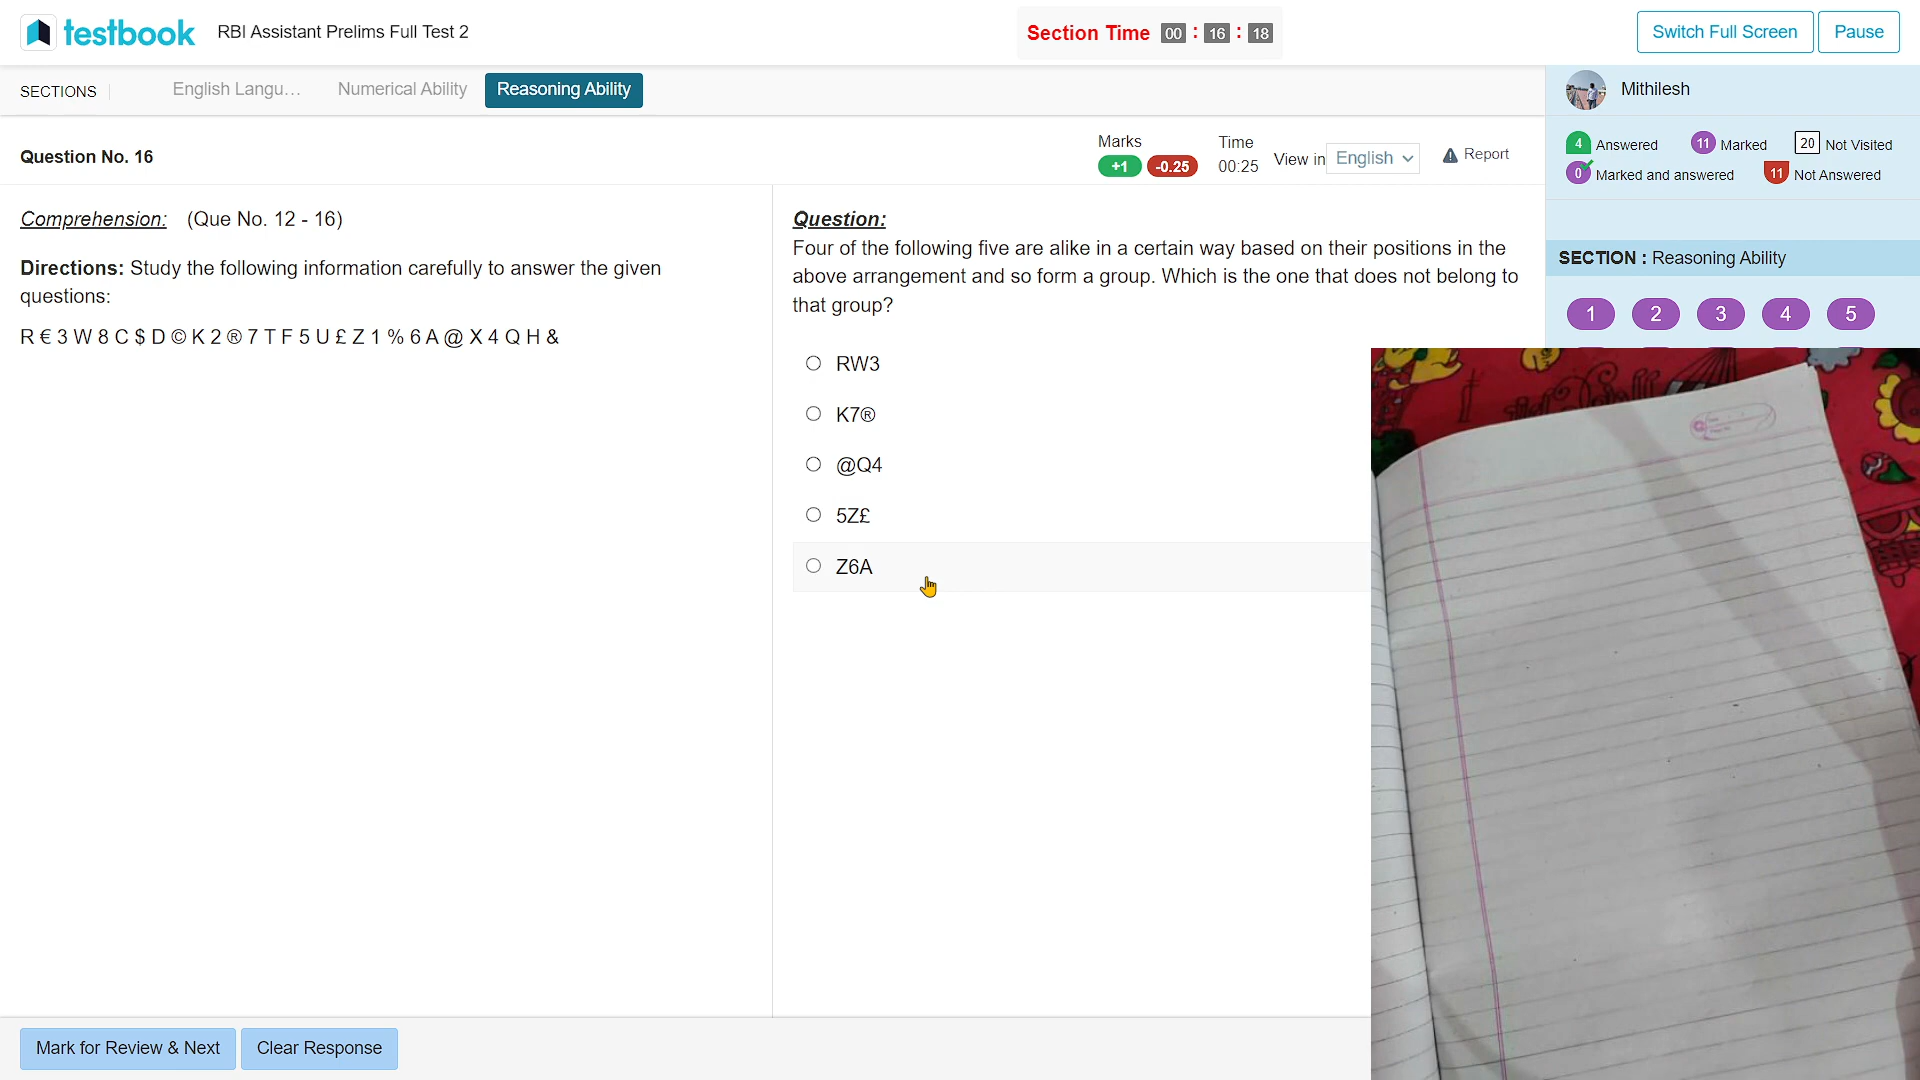 testbook RBI Assistant Prelims Full Test 2 Section Time 00 : 16 : 18 Switch Full Screen Pause
SECTIONS English Langu... Numerical Ability Reasoning Ability
Mithilesh
Question No. 16
Marks
+1 -0.25
Time
00:25
View in English
Report
4 Answered 11 Marked 20 Not Visited
0 Marked and answered 11 Not Answered
SECTION : Reasoning Ability
1 2 3 4 5
Comprehension: (Que No. 12 - 16)
Directions: Study the following information carefully to answer the given
questions:
R € 3 W 8 C $ D © K 2 ® 7 T F 5 U £ Z 1 % 6 A @ X 4 Q H &
Question:
Four of the following five are alike in a certain way based on their positions in the
above arrangement and so form a group. Which is the one that does not belong to
that group?
RW3
K7®
@Q4
5Z£
Z6A
Mark for Review & Next Clear Response